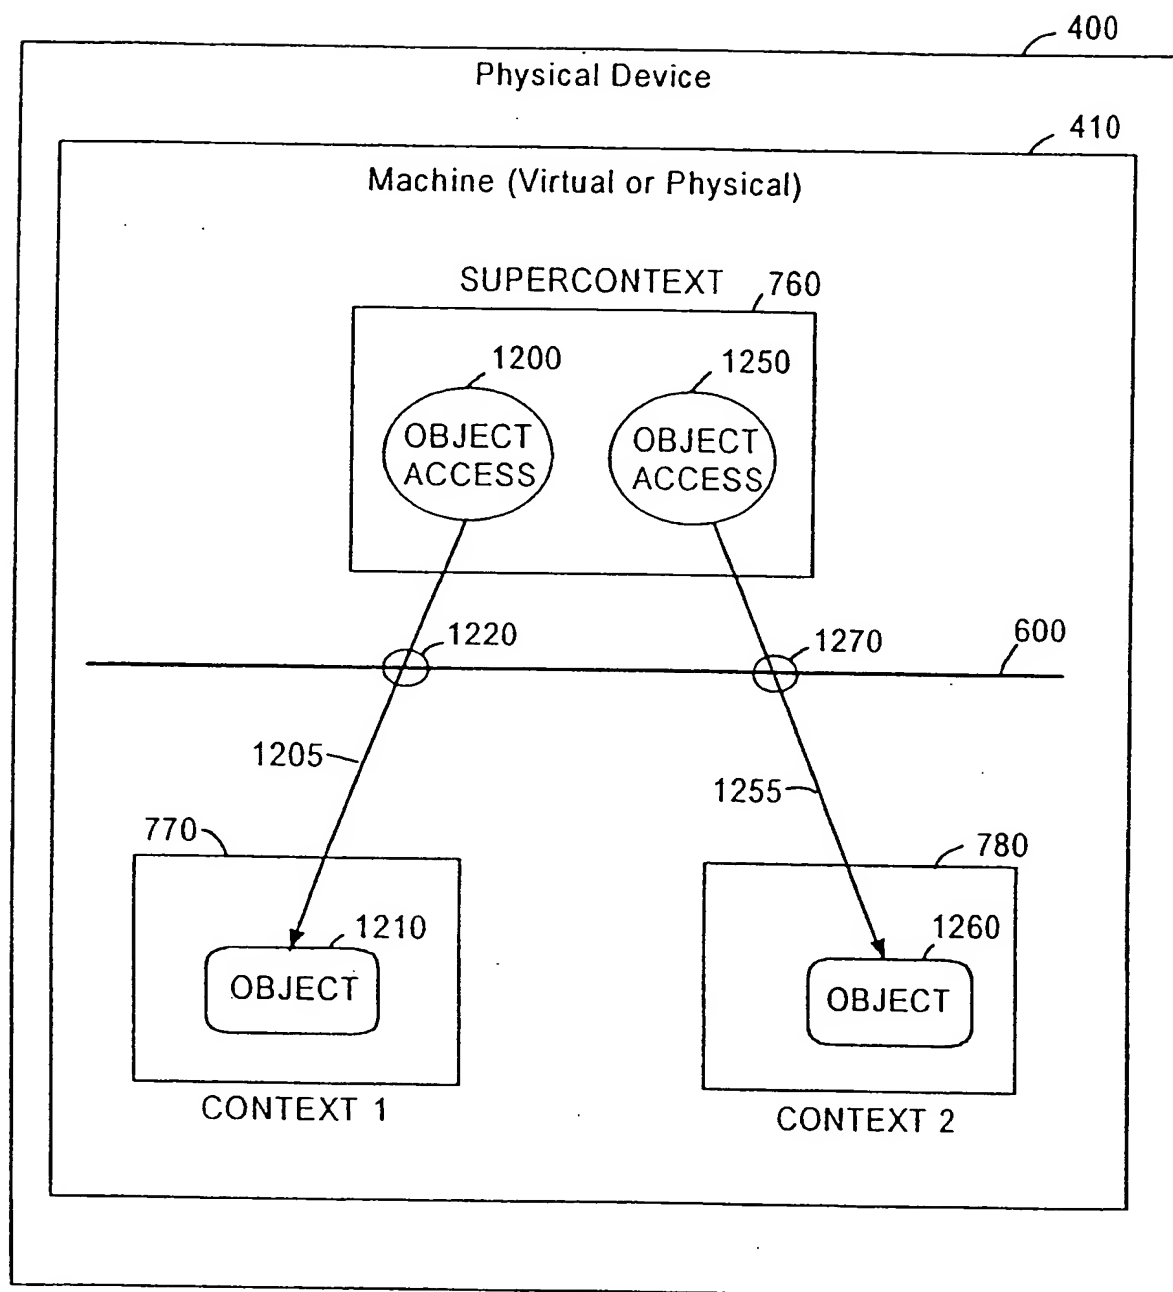 400
Physical Device
410
Machine (Virtual or Physical)
SUPERCONTEXT
760
1200
1250
OBJECT
ACCESS
OBJECT
ACCESS
1220
1270
600
1205
1255
770
780
1210
1260
OBJECT
OBJECT
CONTEXT 1
CONTEXT 2